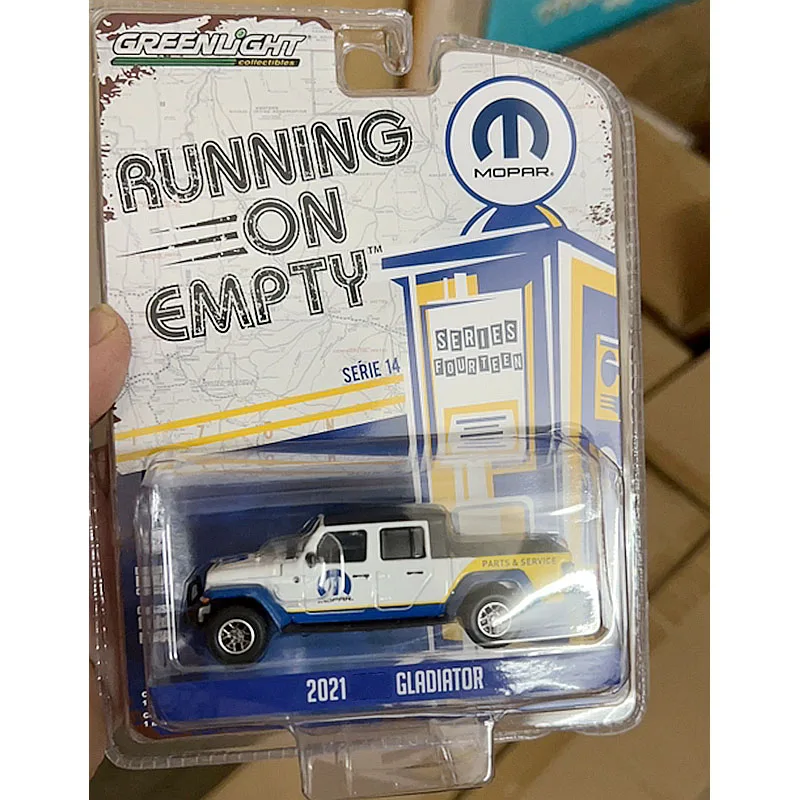 GREENLIGHT
collectibles
RUNNING
ON
EMPTY™
MOPAR®
SERIES
FOURTEEN
SÉRIE 14
PARTS & SERVICE
MOPAR
2021 GLADIATOR